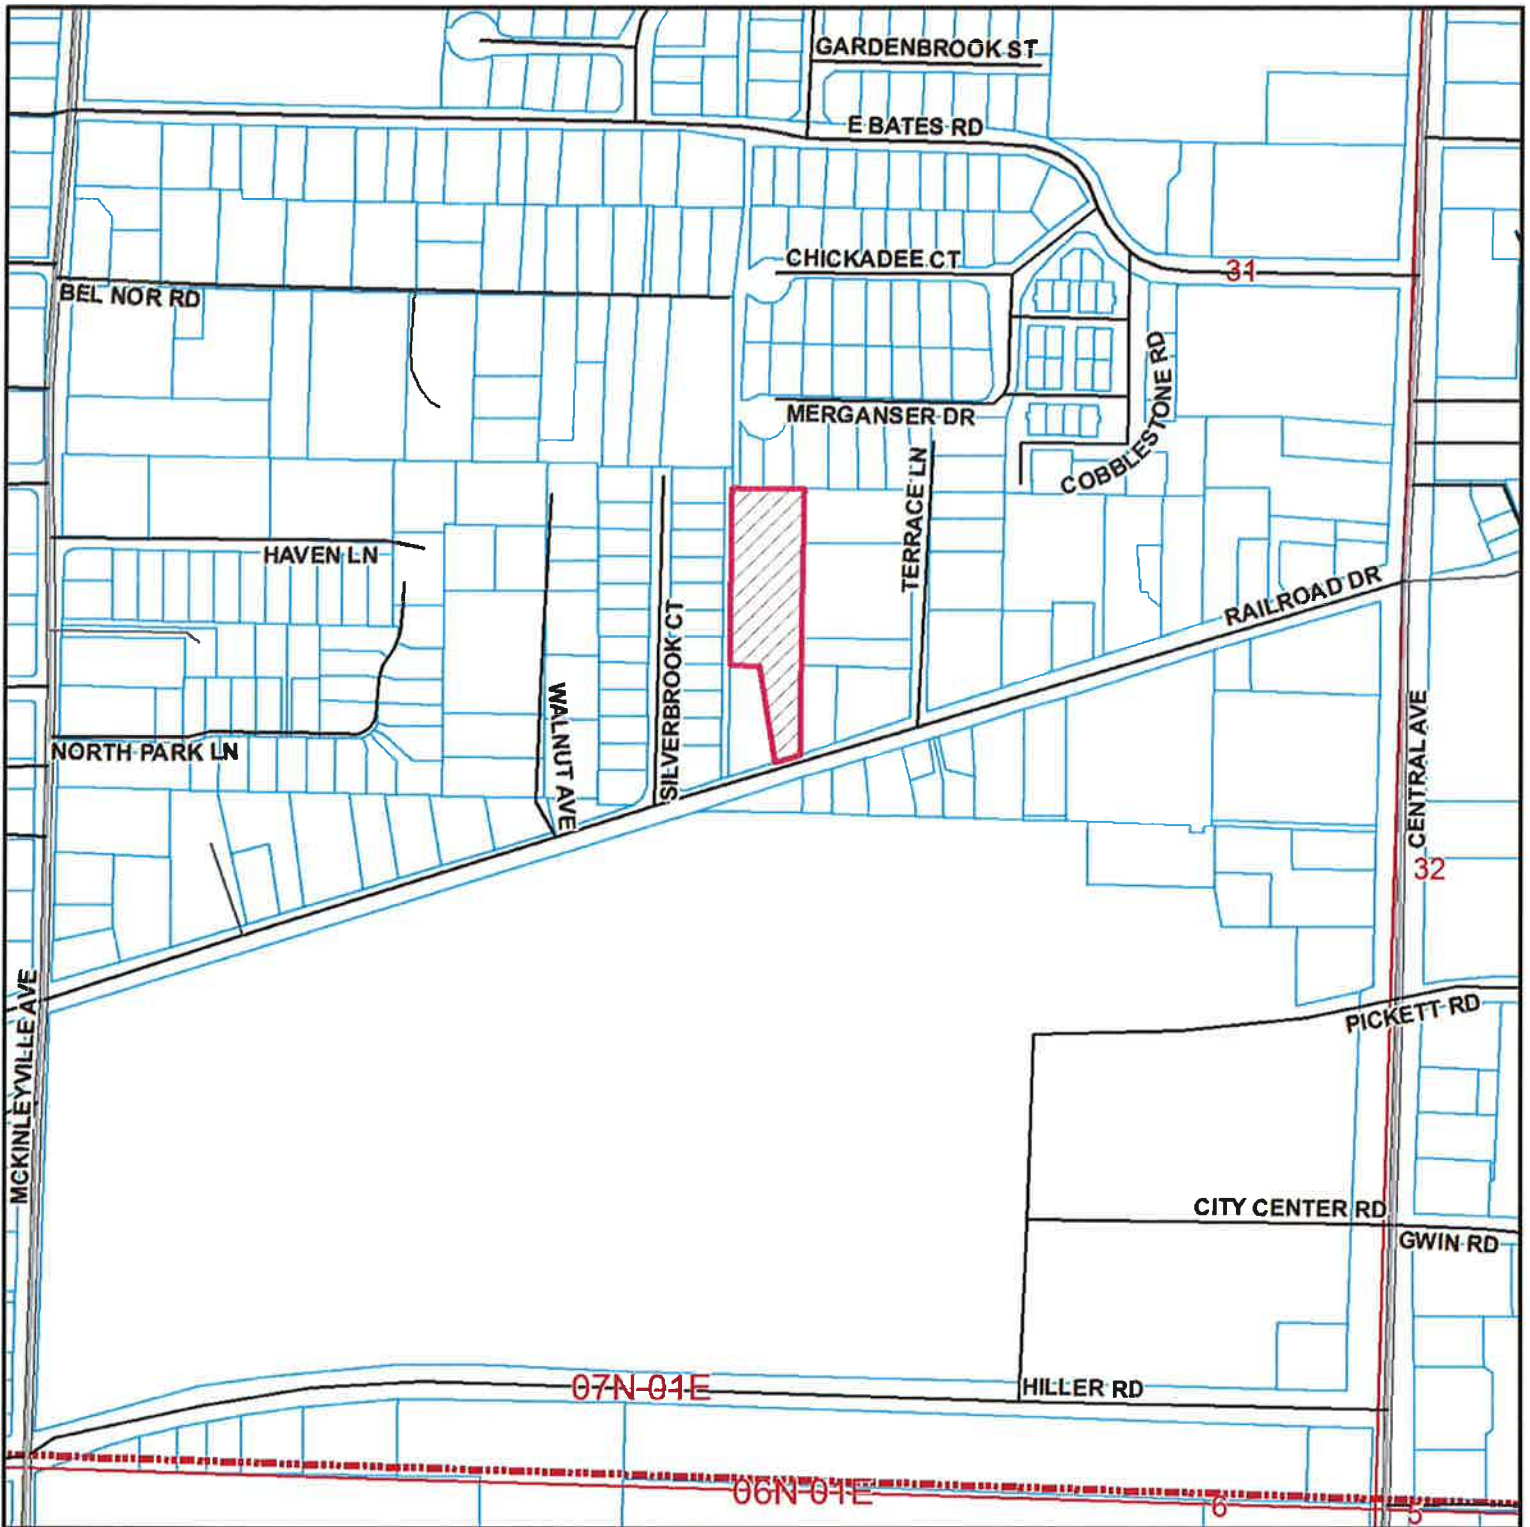 GARDENBROOK ST
E BATES RD
CHICKADEE CT
31
BEL NOR RD
MERGANSER DR
COBBLESTONE RD
TERRACE LN
HAVEN LN
RAILROAD DR
SILVERBROOK CT
WALNUT AVE
NORTH PARK LN
CENTRAL AVE
32
MCKINLEYVILLE AVE
PICKETT RD
CITY CENTER RD
GWIN RD
07N 01E
HILLER RD
06N 01E
6
5